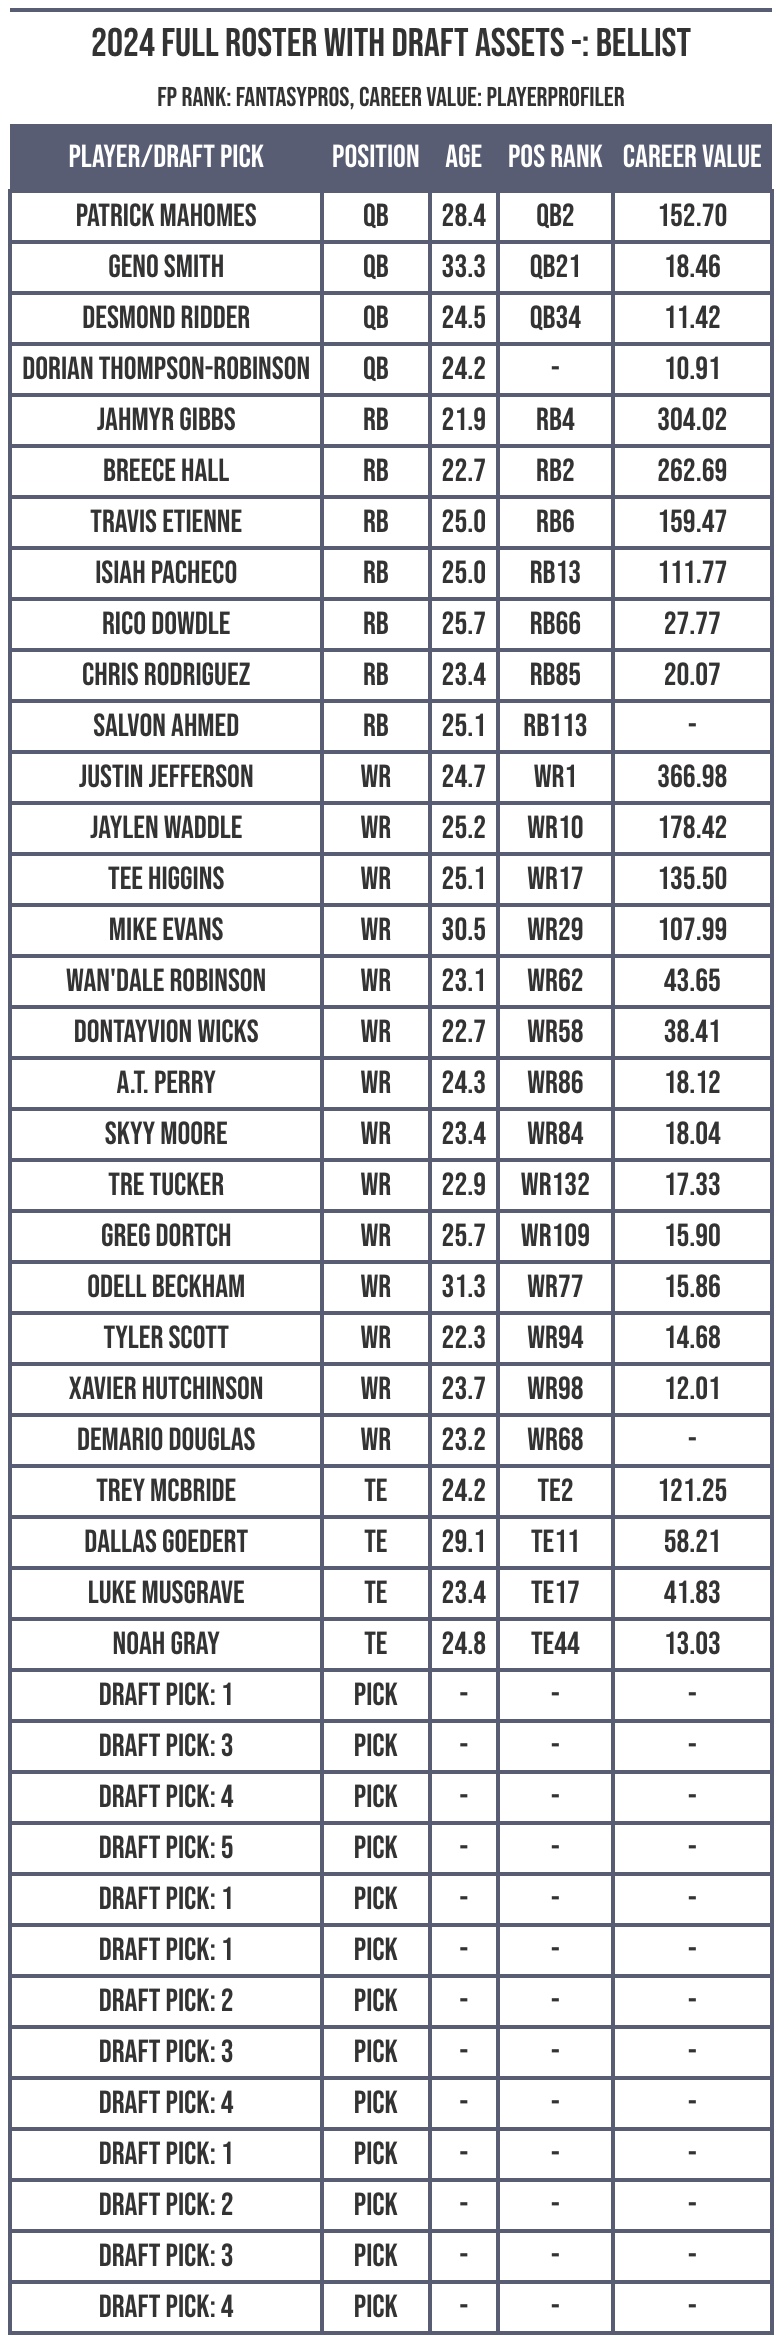 2024 FULL ROSTER WITH DRAFT ASSETS -: BELLIST
FP RANK: FANTASYPROS, CAREER VALUE: PLAYERPROFILER
PLAYER/DRAFT PICK POSITION AGE POS RANK CAREER VALUE
PATRICK MAHOMES QB 28.4 QB2 152.70
GENO SMITH QB 33.3 QB21 18.46
DESMOND RIDDER QB 24.5 QB34 11.42
DORIAN THOMPSON-ROBINSON QB 24.2 - 10.91
JAHMYR GIBBS RB 21.9 RB4 304.02
BREECE HALL RB 22.7 RB2 262.69
TRAVIS ETIENNE RB 25.0 RB6 159.47
ISIAH PACHECO RB 25.0 RB13 111.77
RICO DOWDLE RB 25.7 RB66 27.77
CHRIS RODRIGUEZ RB 23.4 RB85 20.07
SALVON AHMED RB 25.1 RB113 -
JUSTIN JEFFERSON WR 24.7 WR1 366.98
JAYLEN WADDLE WR 25.2 WR10 178.42
TEE HIGGINS WR 25.1 WR17 135.50
MIKE EVANS WR 30.5 WR29 107.99
WAN'DALE ROBINSON WR 23.1 WR62 43.65
DONTAYVION WICKS WR 22.7 WR58 38.41
A.T. PERRY WR 24.3 WR86 18.12
SKYY MOORE WR 23.4 WR84 18.04
TRE TUCKER WR 22.9 WR132 17.33
GREG DORTCH WR 25.7 WR109 15.90
ODELL BECKHAM WR 31.3 WR77 15.86
TYLER SCOTT WR 22.3 WR94 14.68
XAVIER HUTCHINSON WR 23.7 WR98 12.01
DEMARIO DOUGLAS WR 23.2 WR68 -
TREY MCBRIDE TE 24.2 TE2 121.25
DALLAS GOEDERT TE 29.1 TE11 58.21
LUKE MUSGRAVE TE 23.4 TE17 41.83
NOAH GRAY TE 24.8 TE44 13.03
DRAFT PICK: 1 PICK - - -
DRAFT PICK: 3 PICK - - -
DRAFT PICK: 4 PICK - - -
DRAFT PICK: 5 PICK - - -
DRAFT PICK: 1 PICK - - -
DRAFT PICK: 1 PICK - - -
DRAFT PICK: 2 PICK - - -
DRAFT PICK: 3 PICK - - -
DRAFT PICK: 4 PICK - - -
DRAFT PICK: 1 PICK - - -
DRAFT PICK: 2 PICK - - -
DRAFT PICK: 3 PICK - - -
DRAFT PICK: 4 PICK - - -